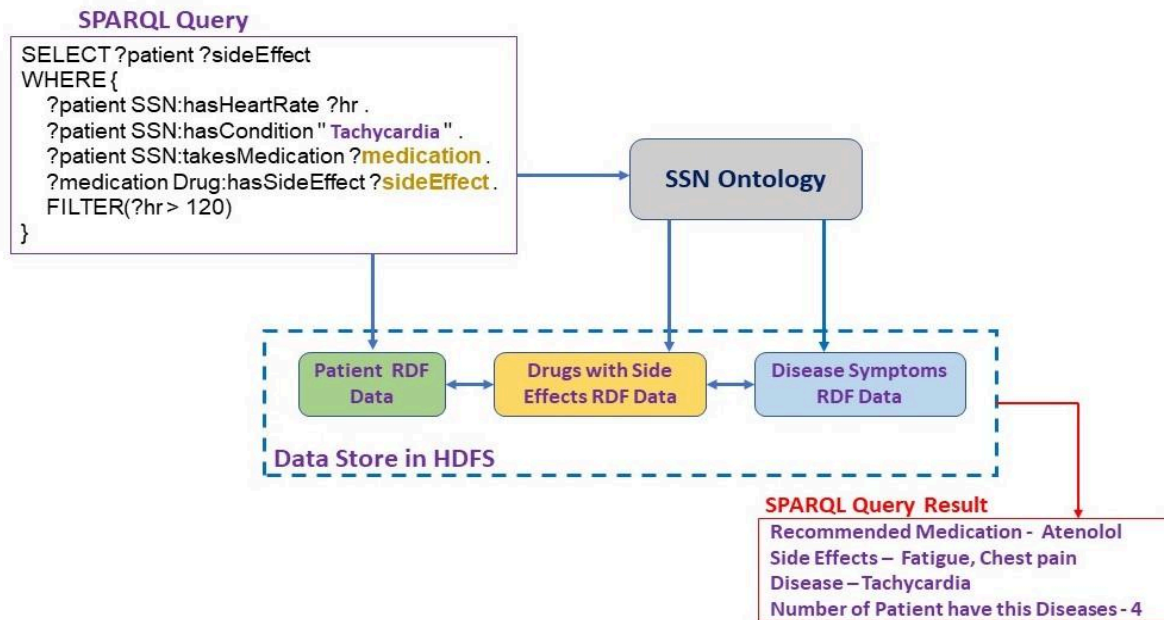 SPARQL Query
SELECT ?patient ?sideEffect
WHERE {
?patient SSN:hasHeartRate ?hr .
?patient SSN:hasCondition " Tachycardia " .
?patient SSN:takesMedication ?medication .
?medication Drug:hasSideEffect ?sideEffect .
FILTER(?hr > 120)
}
SSN Ontology
Patient RDF
Data
Drugs with Side
Effects RDF Data
Disease Symptoms
RDF Data
Data Store in HDFS
SPARQL Query Result
Recommended Medication - Atenolol
Side Effects – Fatigue, Chest pain
Disease – Tachycardia
Number of Patient have this Diseases - 4